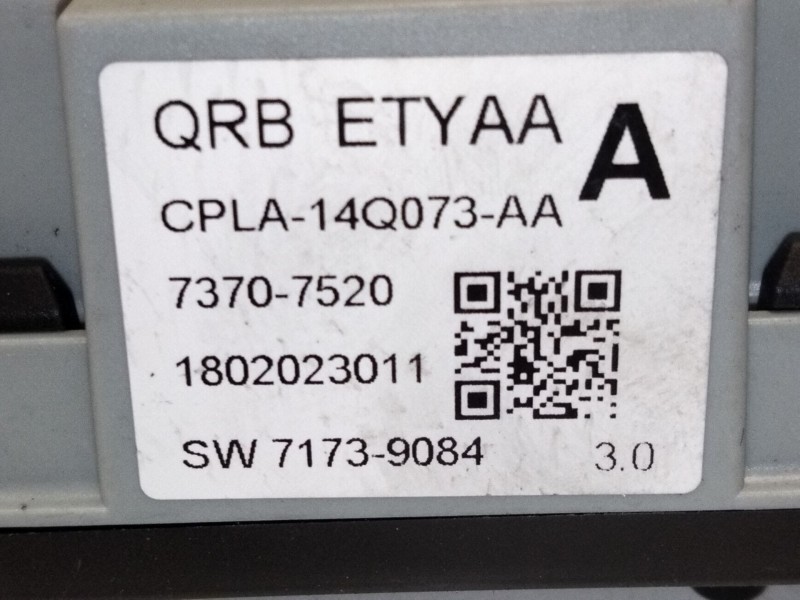 QRB ETYAA A
CPLA-14Q073-AA
7370-7520
1802023011
SW 7173-9084 3.0